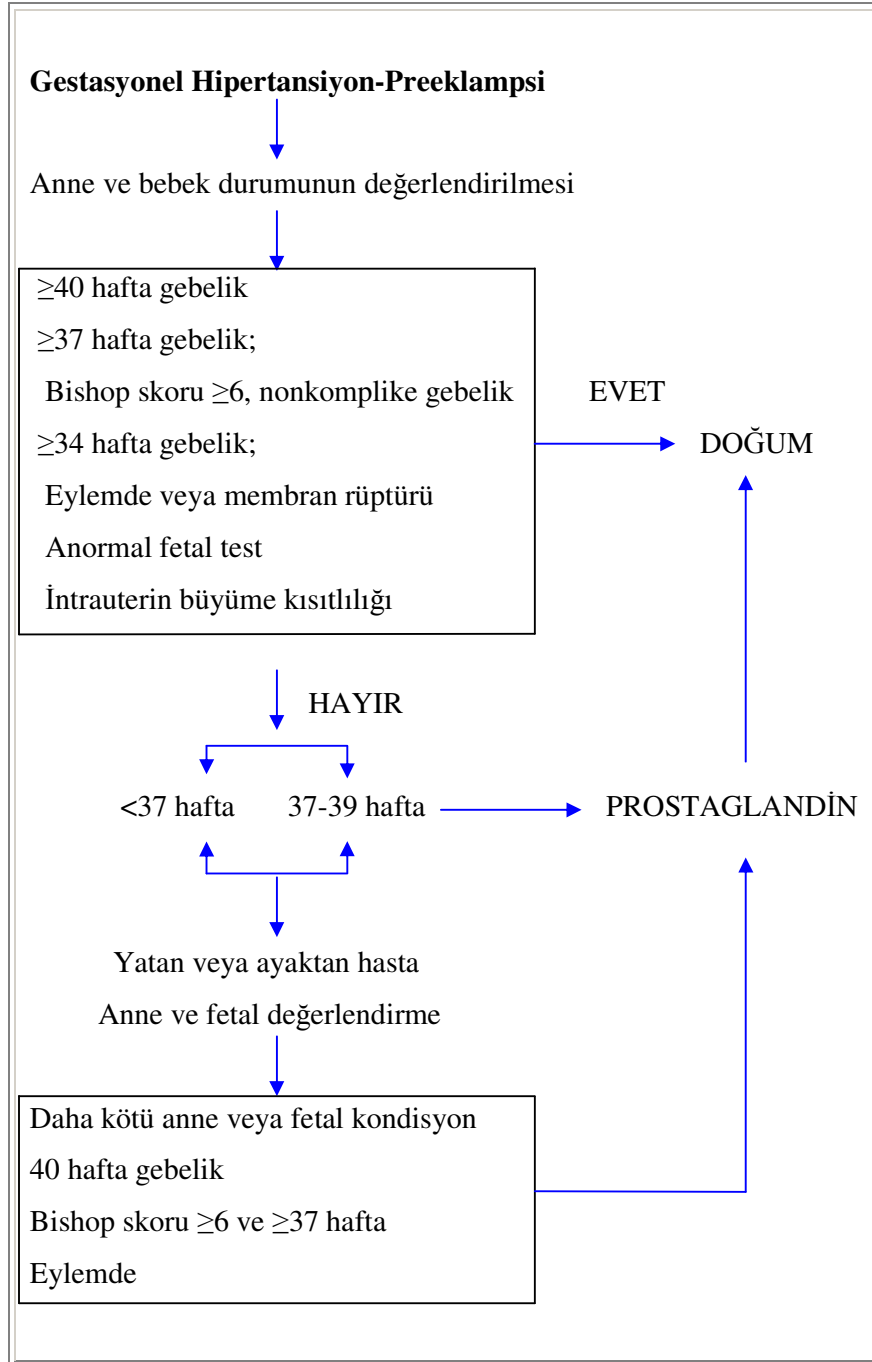 Gestasyonel Hipertansiyon-Preeklampsi
Anne ve bebek durumunun değerlendirilmesi
≥40 hafta gebelik
≥37 hafta gebelik;
Bishop skoru ≥6, nonkomplike gebelik
EVET
≥34 hafta gebelik;
DOĞUM
Eylemde veya membran rüptürü
Anormal fetal test
İntrauterin büyüme kısıtlılığı
HAYIR
<37 hafta
37-39 hafta
PROSTAGLANDİN
Yatan veya ayaktan hasta
Anne ve fetal değerlendirme
Daha kötü anne veya fetal kondisyon
40 hafta gebelik
Bishop skoru ≥6 ve ≥37 hafta
Eylemde